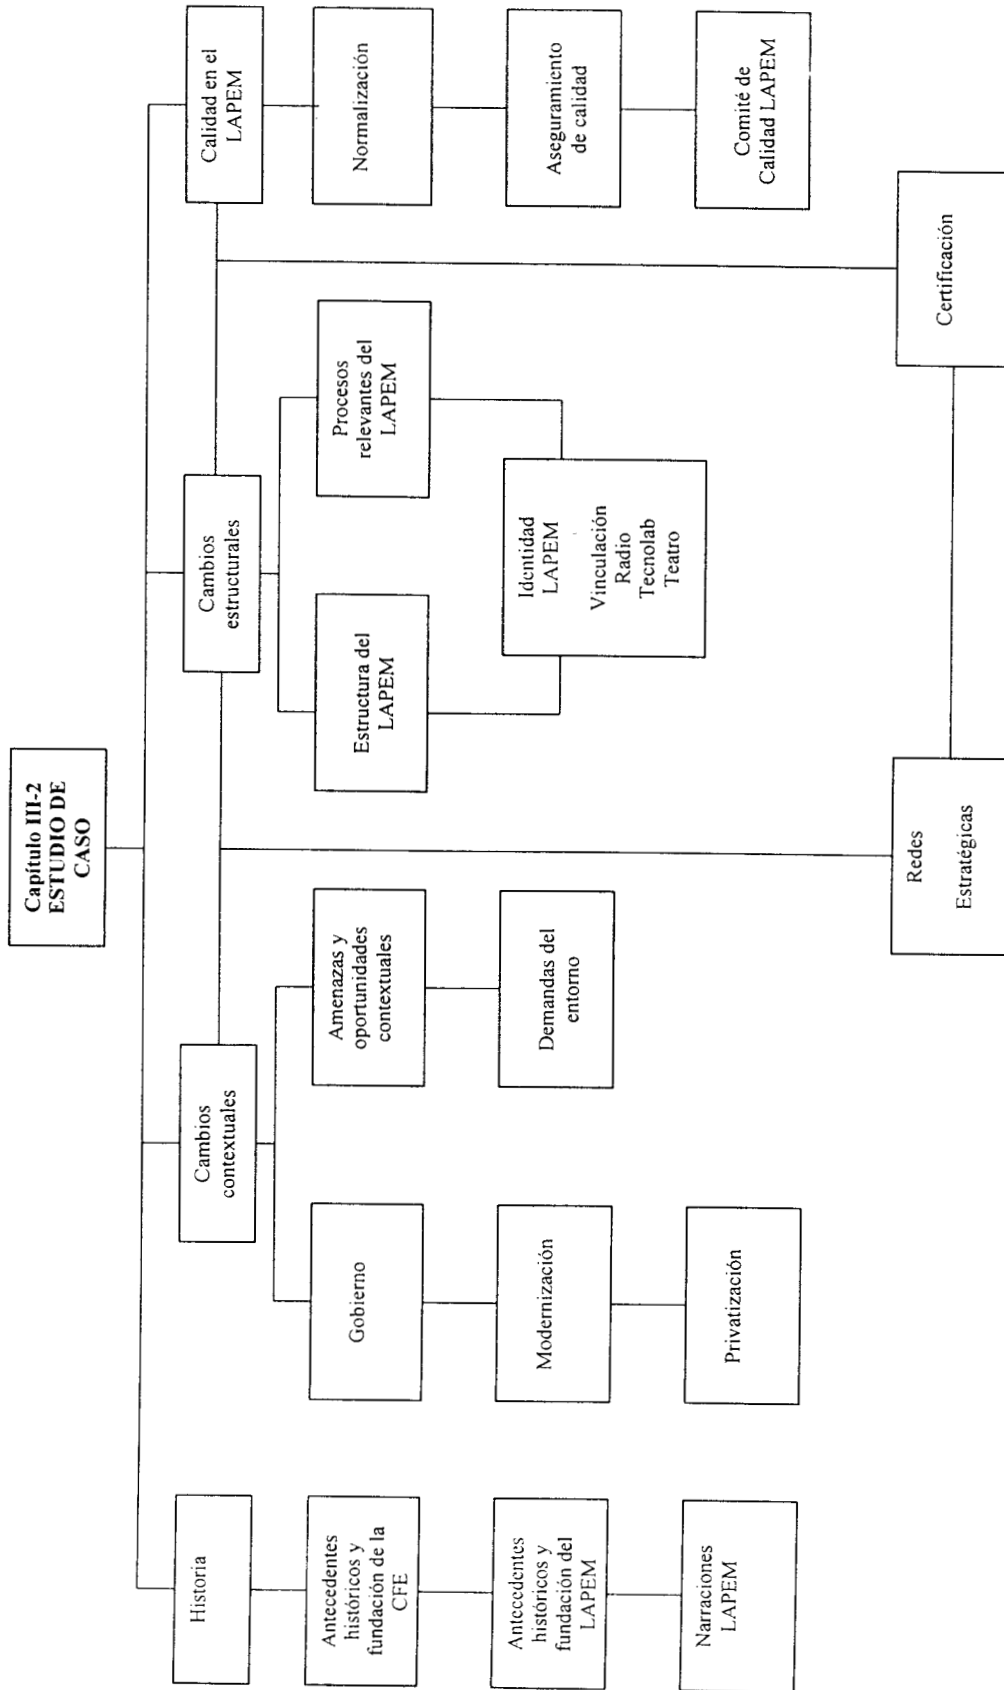 Capítulo III-2
ESTUDIO DE
CASO
Historia
Antecedentes
históricos y
fundación de la
CFE
Antecedentes
históricos y
fundación del
LAPEM
Narraciones
LAPEM
Cambios
contextuales
Gobierno
Modernización
Privatización
Amenazas y
oportunidades
contextuales
Demandas del
entorno
Cambios
estructurales
Estructura del
LAPEM
Procesos
relevantes del
LAPEM
Identidad
LAPEM
Vinculación
Radio
Tecnolab
Teatro
Calidad en el
LAPEM
Normalización
Aseguramiento
de calidad
Comité de
Calidad LAPEM
Redes
Estratégicas
Certificación